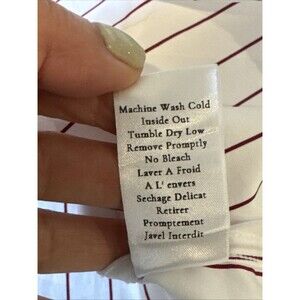 Machine Wash Cold
Inside Out
Tumble Dry Low
Remove Promptly
No Bleach
Laver A Froid
A L' envers
Sechage Delicat
Retirer
Promptement
Javel Interdit